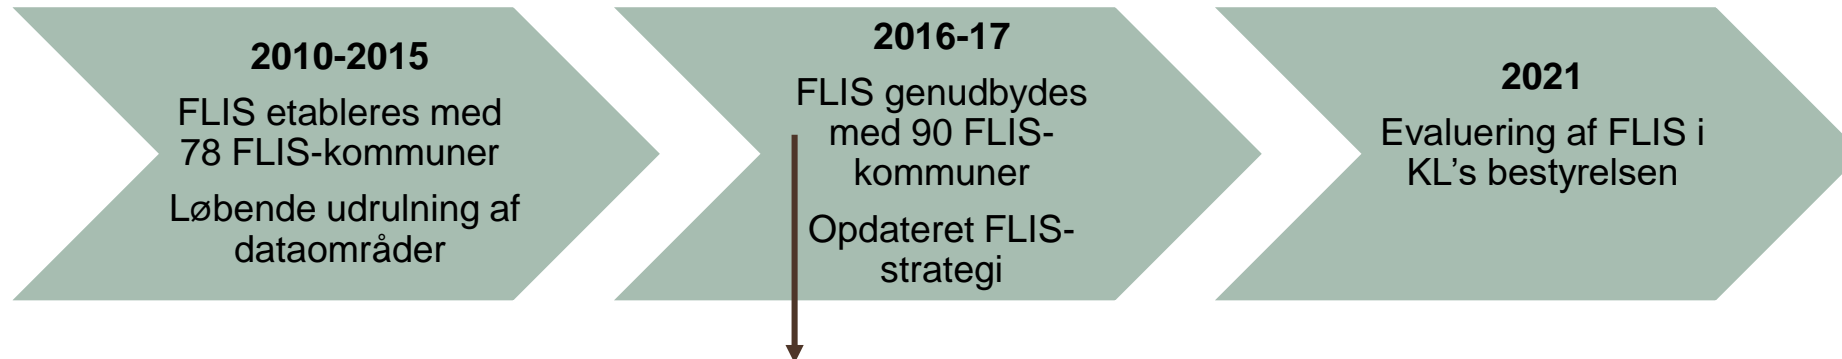 2010-2015
FLIS etableres med
78 FLIS-kommuner
Løbende udrulning af
dataområder
2016-17
FLIS genudbydes
med 90 FLIS-
kommuner
Opdateret FLIS-
strategi
2021
Evaluering af FLIS i
KL’s bestyrelsen